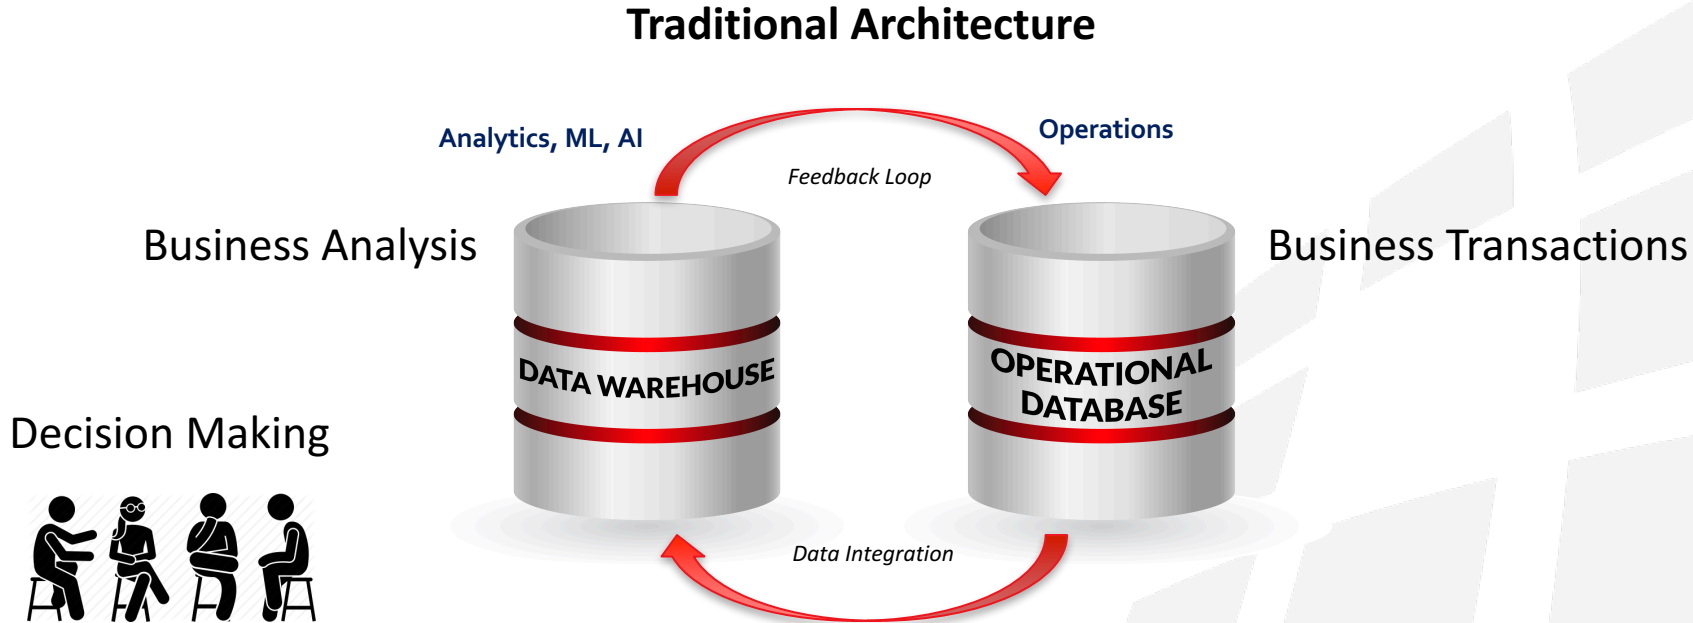 Traditional Architecture
Analytics, ML, AI
Operations
Feedback Loop
Business Analysis
Business Transactions
DATA WAREHOUSE
OPERATIONAL
DATABASE
Decision Making
Data Integration